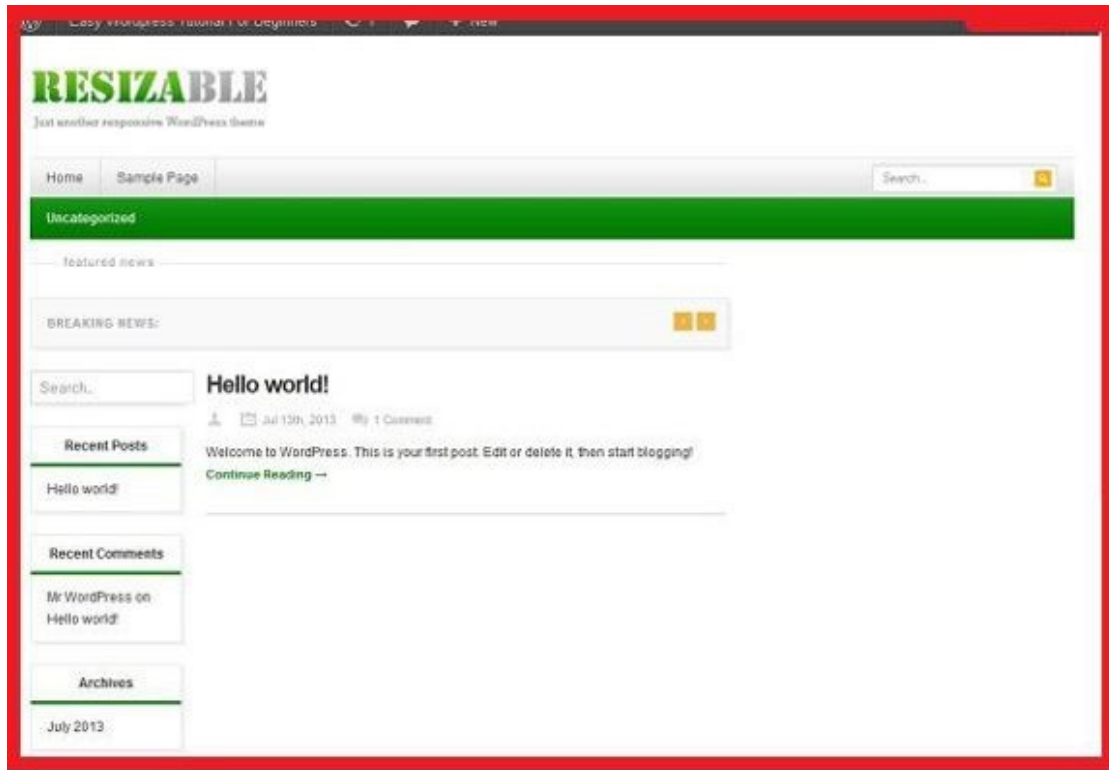 Easy Wordpress Tutorial For Beginners 1 New
RESIZABLE
Just another responsive WordPress theme
Home Sample Page Search..
Uncategorized
featured news
BREAKING NEWS:
Search..
Hello world!
Jul 13th, 2013 1 Comment
Welcome to WordPress. This is your first post. Edit or delete it, then start blogging!
Continue Reading →
Recent Posts
Hello world!
Recent Comments
Mr WordPress on
Hello world!
Archives
July 2013